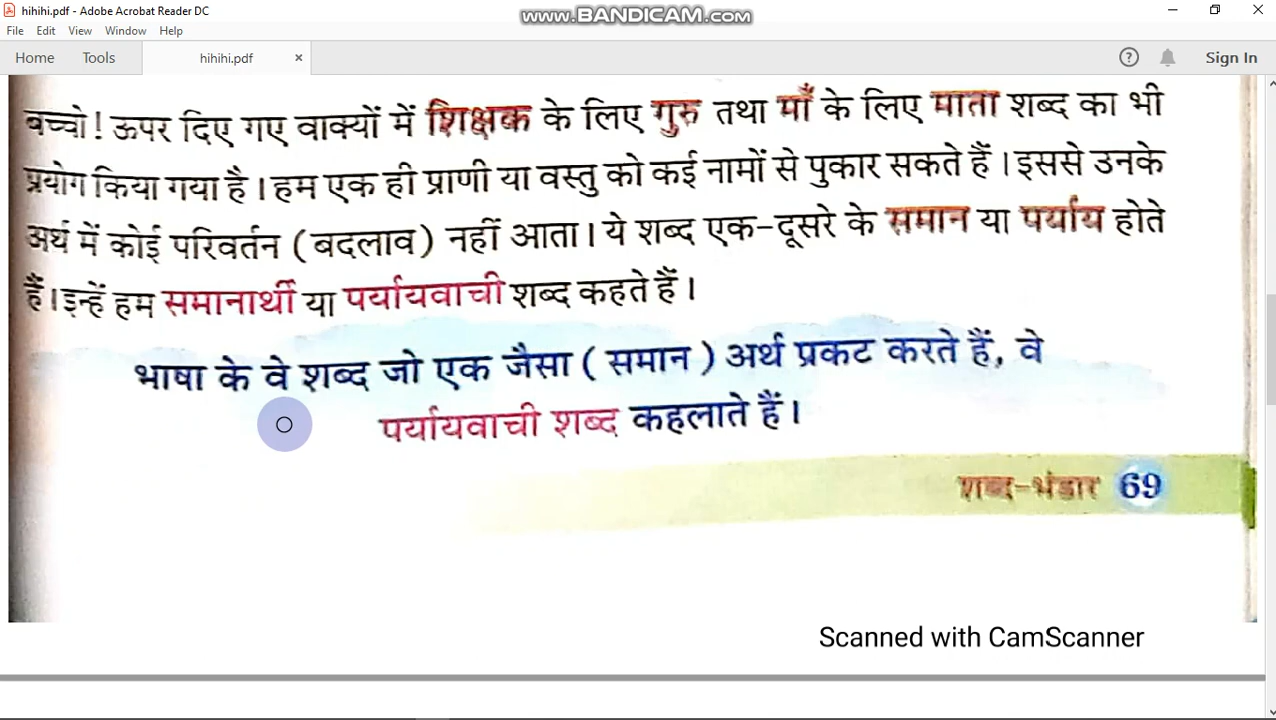 hihihi.pdf - Adobe Acrobat Reader DC
www.BANDICAM.com
File Edit View Window Help
Home Tools hihihi.pdf × ? Sign In
बच्चो! ऊपर दिए गए वाक्यों में शिक्षक के लिए गुरु तथा माँ के लिए माता शब्द का भी
प्रयोग किया गया है। हम एक ही प्राणी या वस्तु को कई नामों से पुकार सकते हैं। इससे उनके
अर्थ में कोई परिवर्तन (बदलाव) नहीं आता। ये शब्द एक-दूसरे के समान या पर्याय होते
हैं। इन्हें हम समानार्थी या पर्यायवाची शब्द कहते हैं।
भाषा के वे शब्द जो एक जैसा (समान) अर्थ प्रकट करते हैं, वे
पर्यायवाची शब्द कहलाते हैं।
शब्द-भंडार 69
Scanned with CamScanner